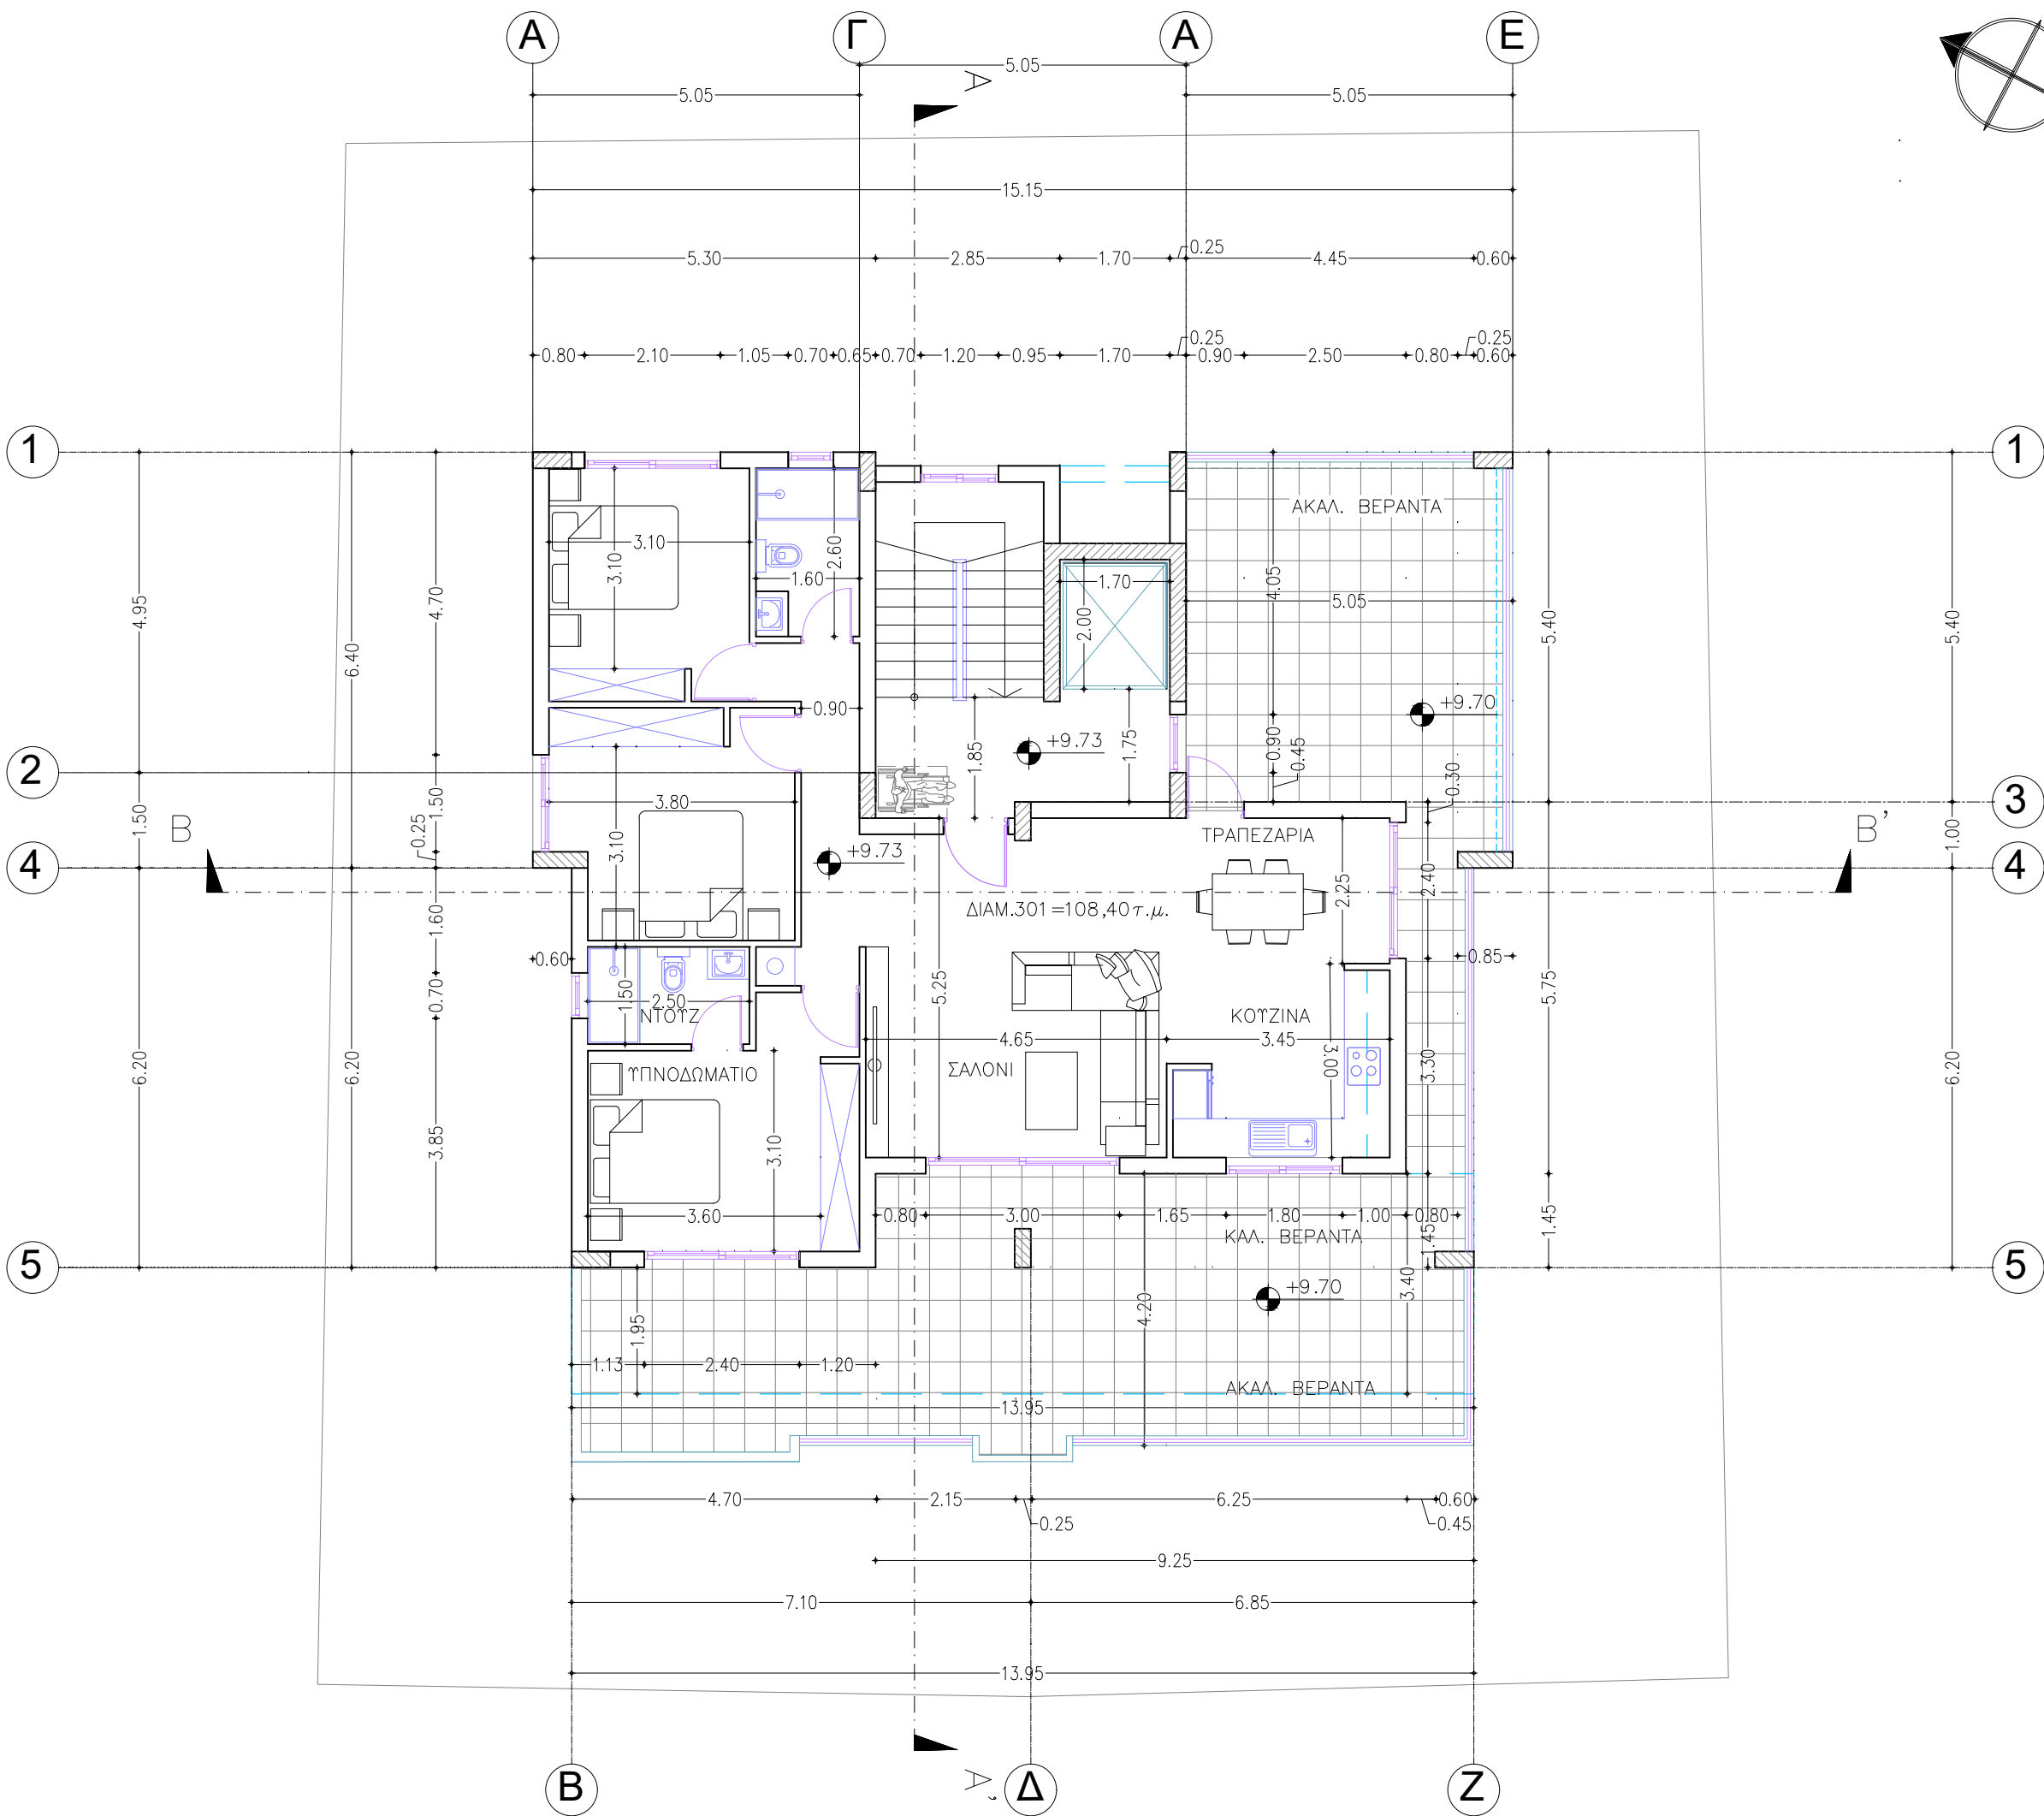 Α Γ Α Ε
5.05
5.05 5.05
Α
15.15
5.30 2.85 1.70 0.25 4.45 0.60
0.80 2.10 1.05 0.70 0.65 0.70 1.20 0.95 1.70 0.25 0.90 2.50 0.80 0.25 0.60
1 1
ΑΚΑΛ. ΒΕΡΑΝΤΑ
3.10 3.10 1.60 2.60 1.70 2.00 4.05 5.05
4.95 6.40 4.70 5.40 5.40
+9.70
0.90 1.85 +9.73 1.75 0.90 0.45
2 3
1.50 0.25 1.50 3.80 3.10 0.30 1.00
Β ΤΡΑΠΕΖΑΡΙΑ Β’
+9.73
4 4
2.25 2.40
ΔΙΑΜ.301=108,40τ.μ.
1.60 0.60 0.85
0.70 1.50 2.50 5.25 5.75
ΝΤΟΥΖ ΚΟΥΖΙΝΑ
4.65 3.45
6.20 6.20 3.00 3.30 6.20
ΥΠΝΟΔΩΜΑΤΙΟ ΣΑΛΟΝΙ
3.85 3.10
3.60 0.80 3.00 1.65 1.80 1.00 0.80
ΚΑΛ. ΒΕΡΑΝΤΑ
1.45 1.45
5 5
+9.70
1.95 4.20 3.40
1.13 2.40 1.20
ΑΚΑΛ. ΒΕΡΑΝΤΑ
13.95
4.70 2.15 6.25 0.60
0.25 0.45
9.25
7.10 6.85
13.95
Α’
Β Δ Ζ